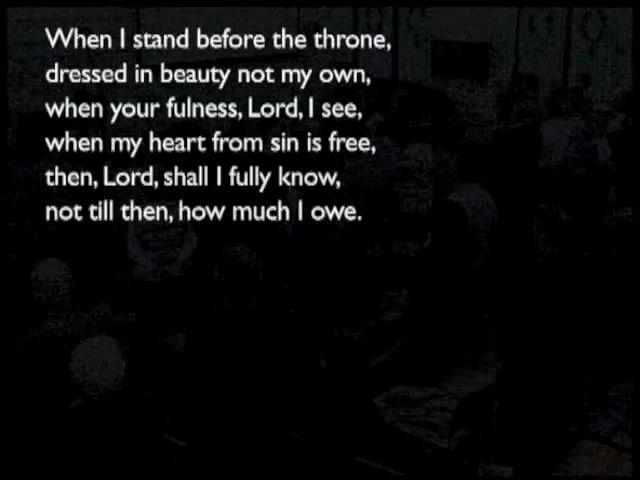 When I stand before the throne,
dressed in beauty not my own,
when your fulness, Lord, I see,
when my heart from sin is free,
then, Lord, shall I fully know,
not till then, how much I owe.